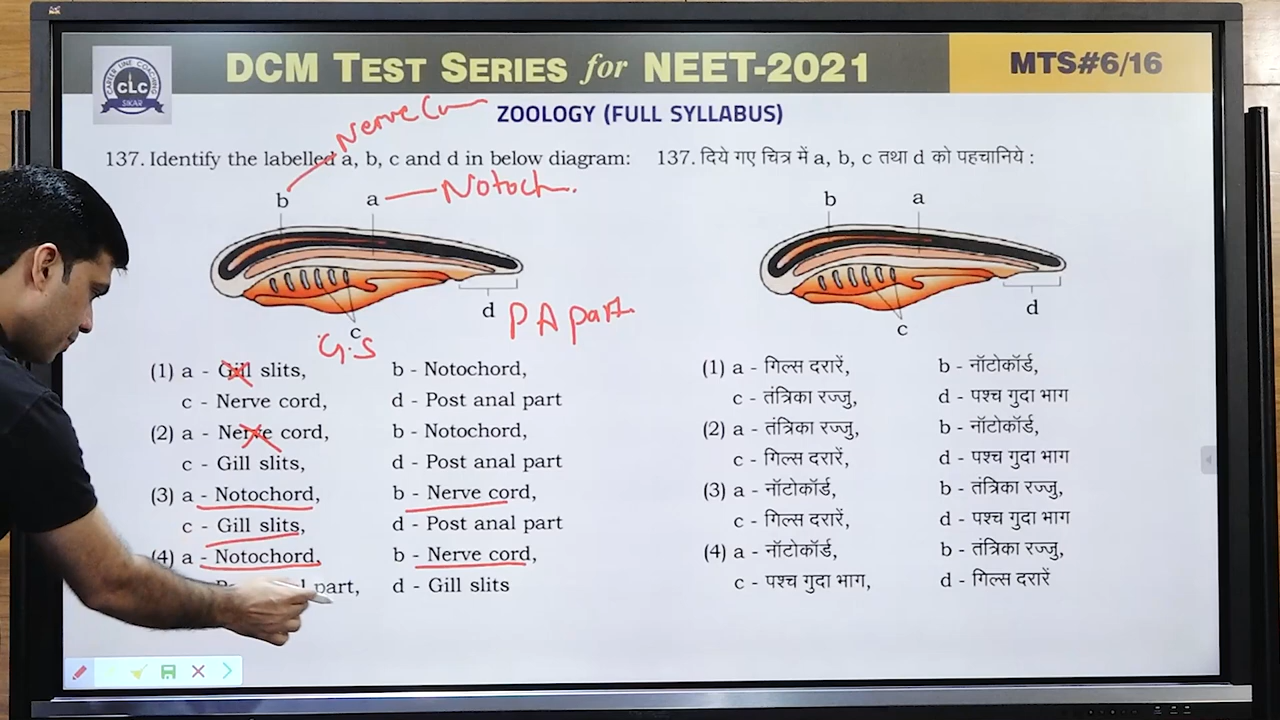 CAREER LINE COACHING
CLC
SIKAR
DCM TEST SERIES for NEET-2021
MTS#6/16
ZOOLOGY (FULL SYLLABUS)
Nerve
137. Identify the labelled a, b, c and d in below diagram:
b
a
Notoch.
c
d
G.S
P A part
(1) a - Gill slits, b - Notochord,
c - Nerve cord, d - Post anal part
(2) a - Nerve cord, b - Notochord,
c - Gill slits, d - Post anal part
(3) a - Notochord, b - Nerve cord,
c - Gill slits, d - Post anal part
(4) a - Notochord, b - Nerve cord,
part, d - Gill slits
137. दिये गए चित्र में a, b, c तथा d को पहचानिये :
b
a
c
d
(1) a - गिल्स दरारें, b - नॉटोकॉर्ड,
c - तंत्रिका रज्जु, d - पश्च गुदा भाग
(2) a - तंत्रिका रज्जु, b - नॉटोकॉर्ड,
c - गिल्स दरारें, d - पश्च गुदा भाग
(3) a - नॉटोकॉर्ड, b - तंत्रिका रज्जु,
c - गिल्स दरारें, d - पश्च गुदा भाग
(4) a - नॉटोकॉर्ड, b - तंत्रिका रज्जु,
c - पश्च गुदा भाग, d - गिल्स दरारें